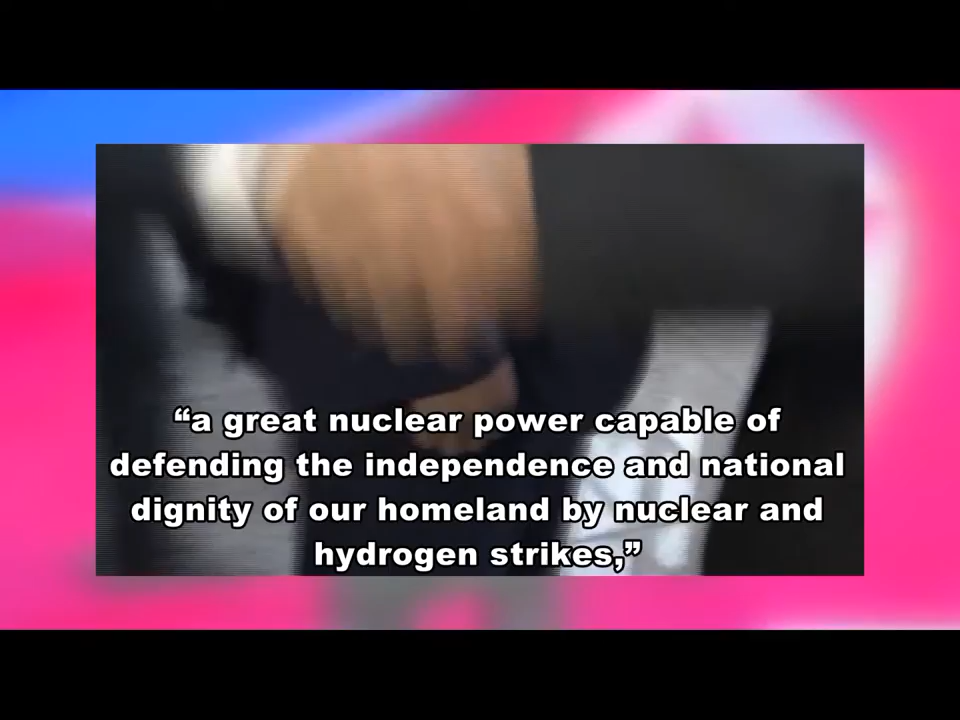 “a great nuclear power capable of
defending the independence and national
dignity of our homeland by nuclear and
hydrogen strikes,”